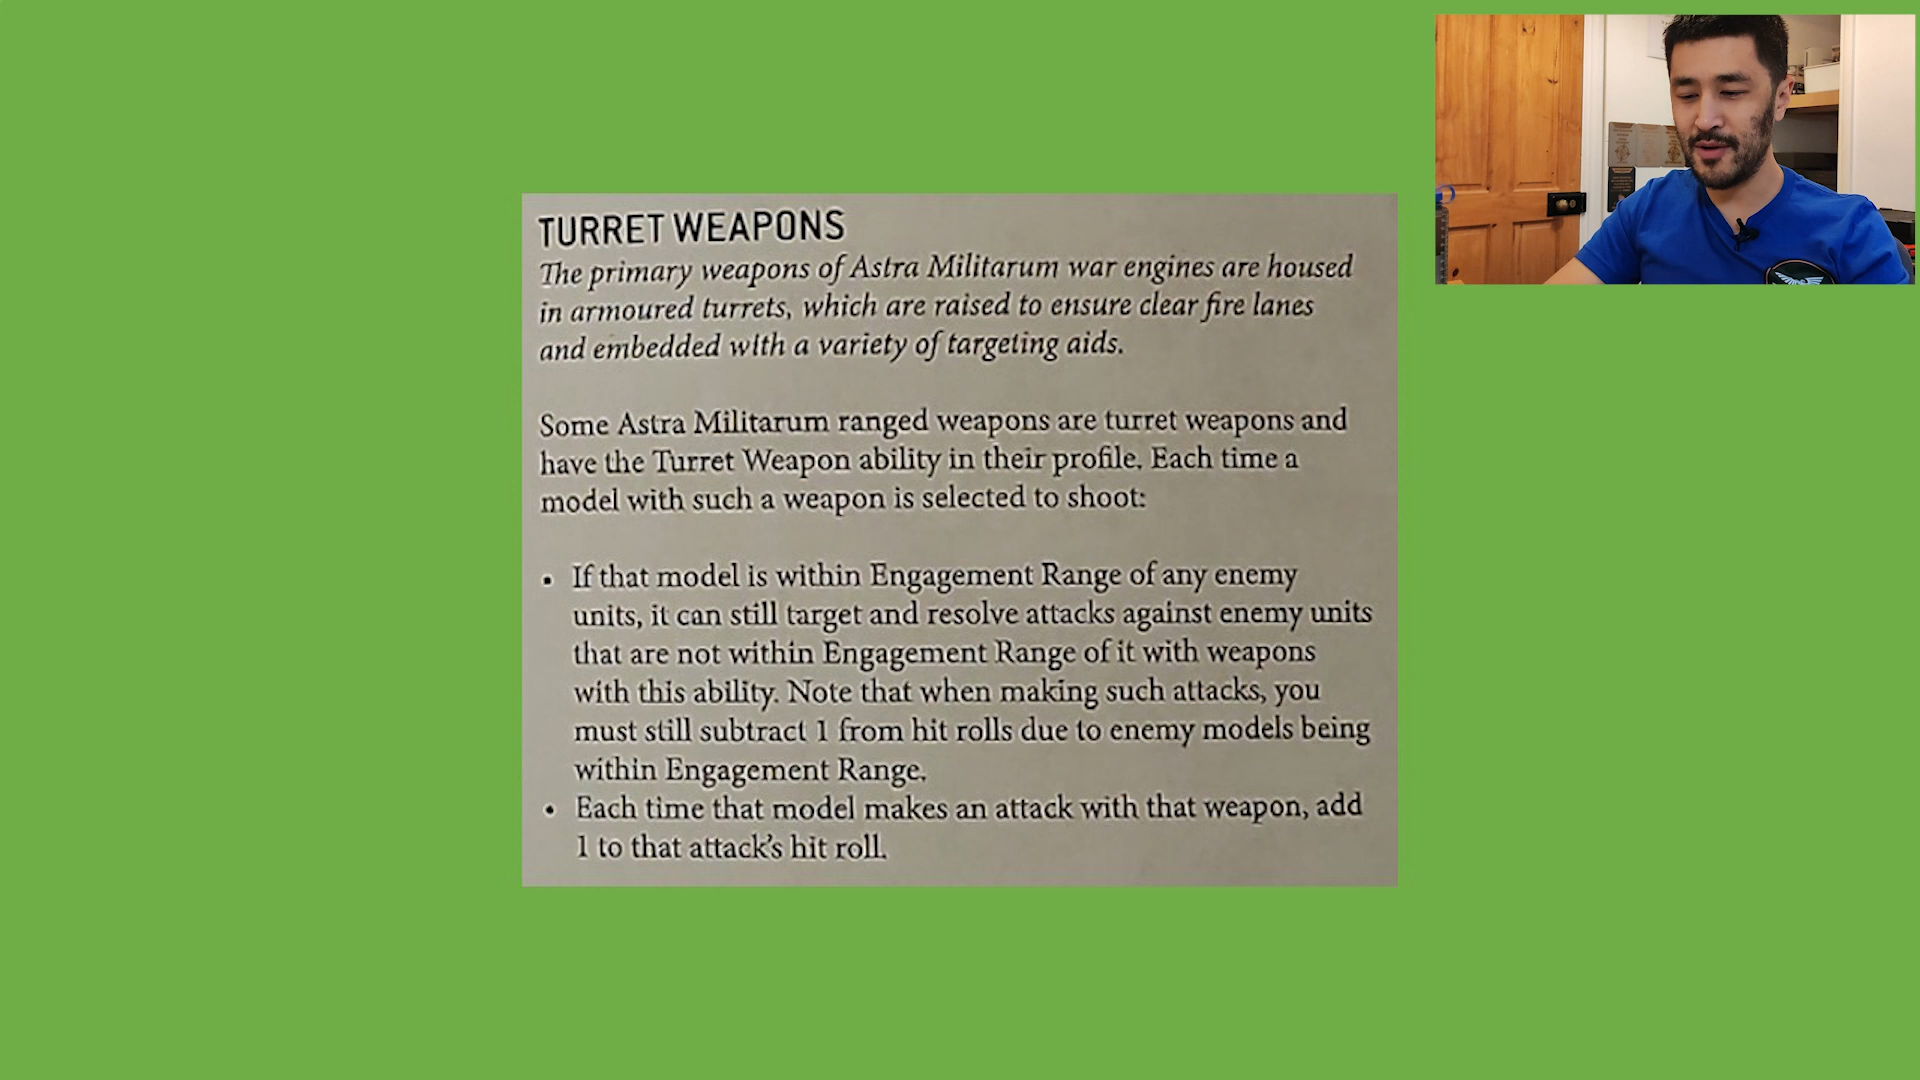 TURRET WEAPONS
The primary weapons of Astra Militarum war engines are housed
in armoured turrets, which are raised to ensure clear fire lanes
and embedded with a variety of targeting aids.
Some Astra Militarum ranged weapons are turret weapons and
have the Turret Weapon ability in their profile. Each time a
model with such a weapon is selected to shoot:
• If that model is within Engagement Range of any enemy
units, it can still target and resolve attacks against enemy units
that are not within Engagement Range of it with weapons
with this ability. Note that when making such attacks, you
must still subtract 1 from hit rolls due to enemy models being
within Engagement Range.
• Each time that model makes an attack with that weapon, add
1 to that attack's hit roll.